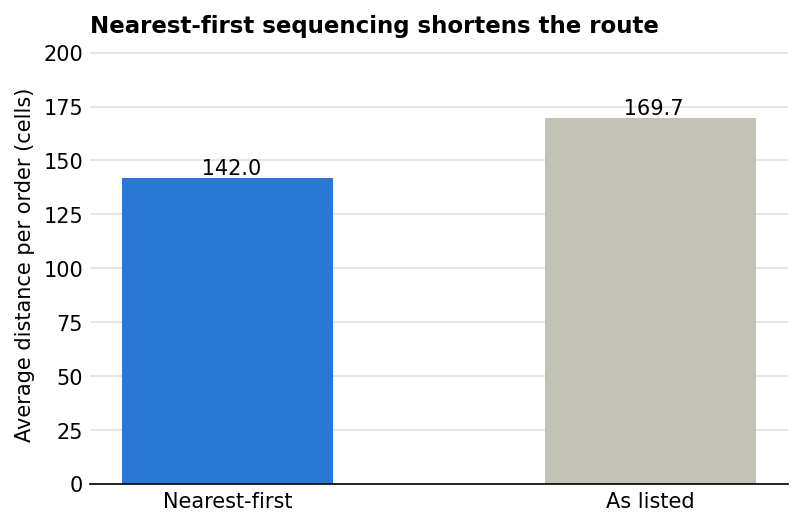 Nearest-first sequencing shortens the route
Average distance per order (cells)
200
175
150
125
100
75
50
25
0
142.0
169.7
Nearest-first
As listed